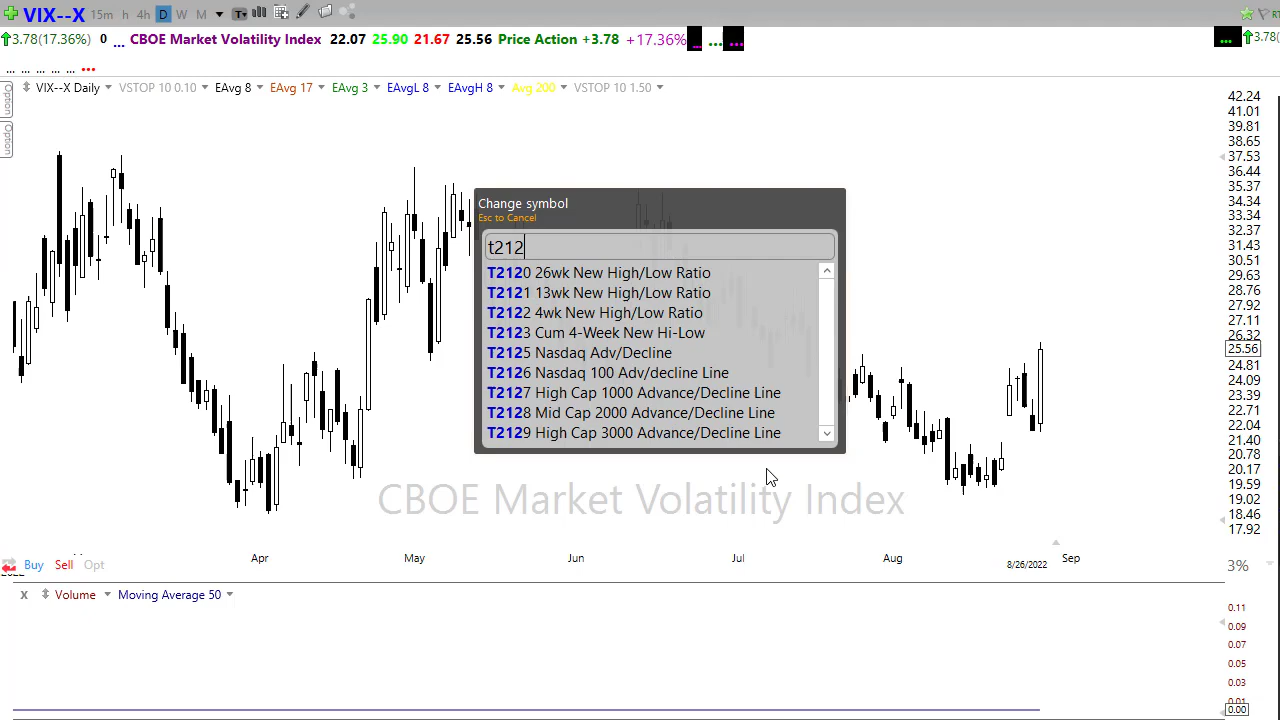 VIX--X 15m 1h 4h D W M
3.78(17.36%) 0 ... CBOE Market Volatility Index 22.07 25.90 21.67 25.56 Price Action +3.78 +17.36% ... ... ... ... 3.78(
... ... ... ... ... ...
Option
Option
VIX--X Daily VSTOP 10 0.10 EAvg 8 EAvg 17 EAvg 3 EAvgL 8 EAvgH 8 Avg 200 VSTOP 10 1.50
Change symbol
Esc to Cancel
t212
T2120 26wk New High/Low Ratio
T2121 13wk New High/Low Ratio
T2122 4wk New High/Low Ratio
T2123 Cum 4-Week New Hi-Low
T2125 Nasdaq Adv/Decline
T2126 Nasdaq 100 Adv/decline Line
T2127 High Cap 1000 Advance/Decline Line
T2128 Mid Cap 2000 Advance/Decline Line
T2129 High Cap 3000 Advance/Decline Line
CBOE Market Volatility Index
42.24
41.01
39.81
38.65
37.53
36.44
35.37
34.34
33.34
32.37
31.43
30.51
29.63
28.76
27.92
27.11
26.32
25.56
24.81
24.09
23.39
22.71
22.04
21.40
20.78
20.17
19.59
19.02
18.46
17.92
Apr May Jun Jul Aug 8/26/2022 Sep
Buy Sell Opt
3%
X Volume Moving Average 50
0.11
0.09
0.07
0.05
0.03
0.01
0.00